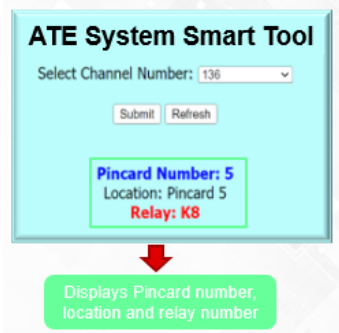 ATE System Smart Tool
Select Channel Number: 136
Submit Refresh
Pincard Number: 5
Location: Pincard 5
Relay: K8
Displays Pincard number,
location and relay number